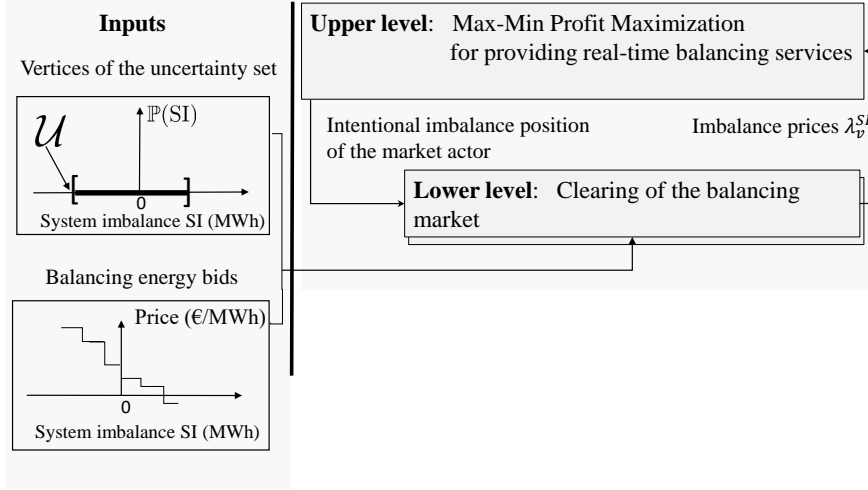 Inputs
Vertices of the uncertainty set
𝒰
ℙ(SI)
0
System imbalance SI (MWh)
Balancing energy bids
Price (€/MWh)
0
System imbalance SI (MWh)
Upper level: Max-Min Profit Maximization
for providing real-time balancing services
Intentional imbalance position
of the market actor
Imbalance prices λ_v^SI
Lower level: Clearing of the balancing
market